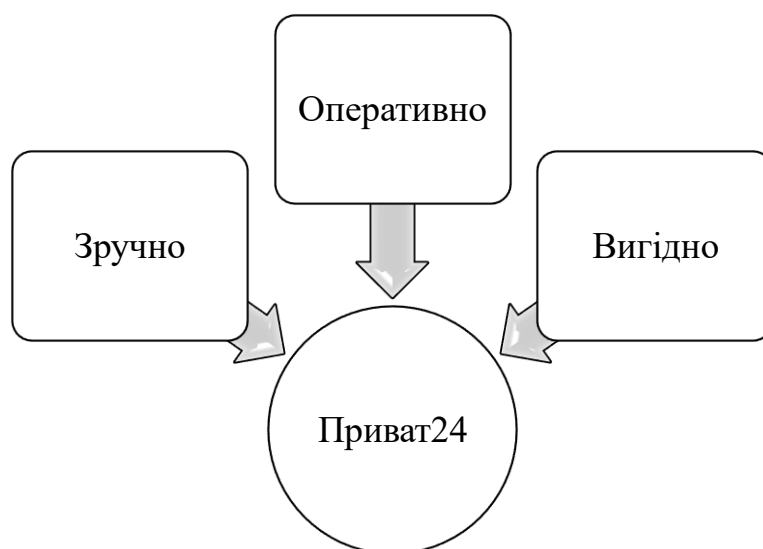 Оперативно
Зручно
Вигідно
Приват24